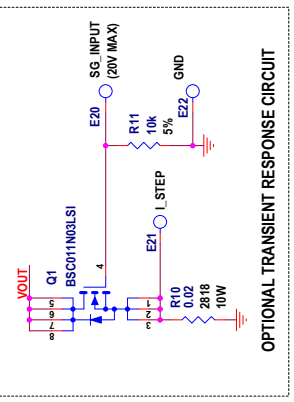 VOUT
5
6
7
8
Q1
BSC011N03LSI
4
1
2
3
SG_INPUT
(20V MAX)
E20
R11
10k
5%
GND
E22
I_STEP
E21
R10
0.02
2818
10W
OPTIONAL TRANSIENT RESPONSE CIRCUIT